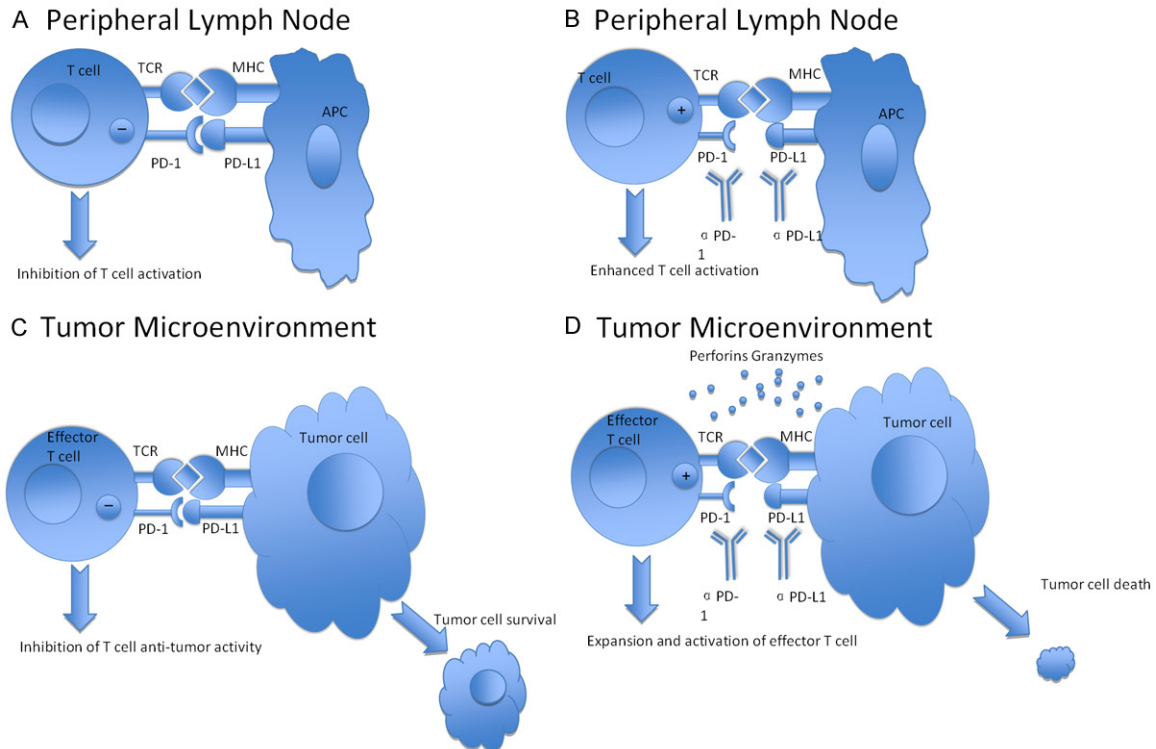 A Peripheral Lymph Node
T cell
TCR
MHC
APC
−
PD-1
PD-L1
Inhibition of T cell activation
B Peripheral Lymph Node
T cell
TCR
MHC
APC
+
PD-1
PD-L1
α PD-
1
α PD-L1
Enhanced T cell activation
C Tumor Microenvironment
Effector
T cell
TCR
MHC
Tumor cell
−
PD-1
PD-L1
Inhibition of T cell anti-tumor activity
Tumor cell survival
D Tumor Microenvironment
Perforins Granzymes
Effector
T cell
TCR
MHC
Tumor cell
+
PD-1
PD-L1
α PD-
1
α PD-L1
Expansion and activation of effector T cell
Tumor cell death